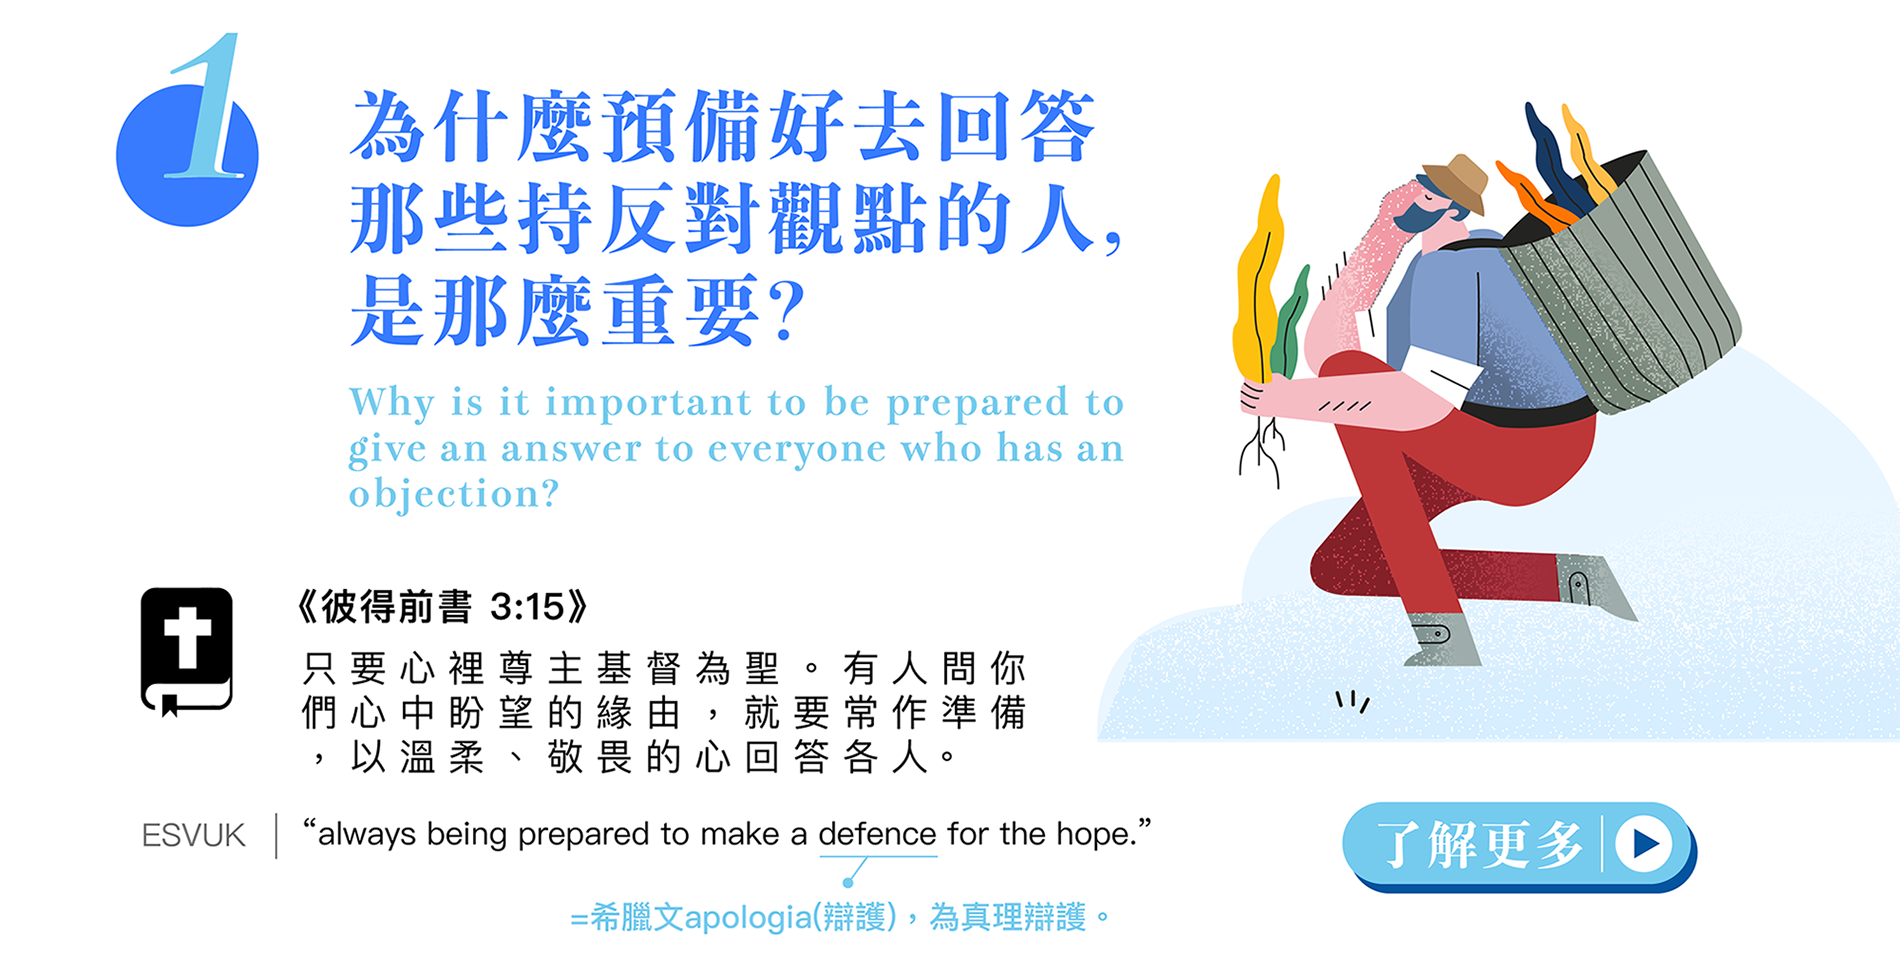 1
為什麼預備好去回答
那些持反對觀點的人,
是那麼重要?
Why is it important to be prepared to
give an answer to everyone who has an
objection?
《彼得前書 3:15》
只要心裡尊主基督為聖。有人問你
們心中盼望的緣由，就要常作準備
，以溫柔、敬畏的心回答各人。
ESVUK
“always being prepared to make a defence for the hope.”
=希臘文apologia(辯護)，為真理辯護。
了解更多